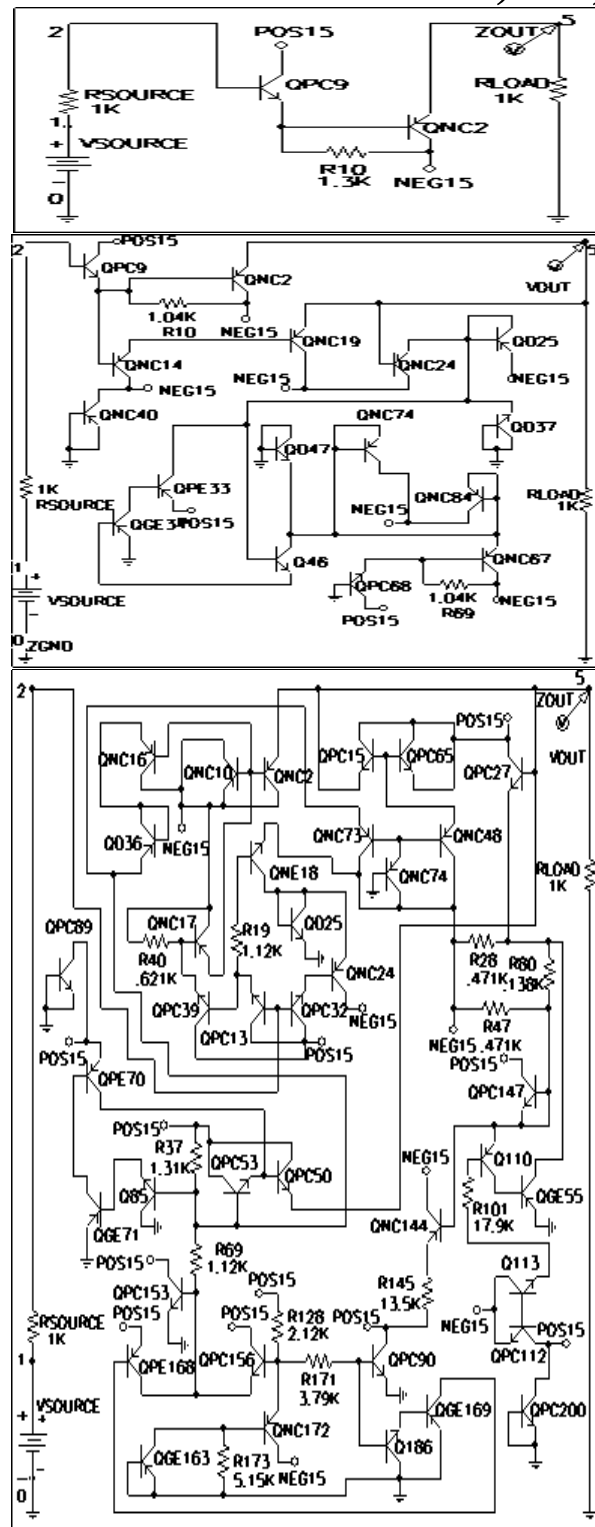 POS15
2
ZOUT
5
QPC9
RSOURCE
1K
RLOAD
1K
1
VSOURCE
QNC2
R10
1.3K
NEG15
0
2
POS15
5
QPC9
QNC2
VOUT
1.04K
R10
NEG15
QNC19
QD25
QNC14
NEG15
NEG15
QNC24
NEG15
QNC40
QNC74
QD47
QD37
QPE33
1K
RSOURCE
NEG15
QNC84
RLOAD
1K
POS15
Q46
QNC67
1
VSOURCE
QPC68
1.04K
R69
NEG15
POS15
0
ZGND
2
5
ZOUT
POS15
VOUT
QNC16
QNC10
QNC2
QPC15
QPC65
QPC27
QD36
NEG15
QNC73
QNC48
QNE18
QNC74
RLOAD
1K
QPC89
QNC17
R19
1.12K
QD25
R40
.621K
QNC24
R28
.471K
R80
.138K
QPC39
QPC13
QPC32
NEG15
R47
.471K
POS15
POS15
NEG15
POS15
QPE70
QPC147
POS15
R37
1.31K
QPC53
QPC50
NEG15
Q110
Q85
QGE71
QNC144
R101
17.9K
QGE55
R69
1.12K
POS15
QPC153
Q113
RSOURCE
1K
POS15
POS15
POS15
R145
13.5K
NEG15
R128
2.12K
POS15
QPC112
POS15
1
QPE168
QPC156
QPC90
R171
3.79K
VSOURCE
QNC172
QGE169
QPC200
QGE163
R173
5.15K
NEG15
Q186
0